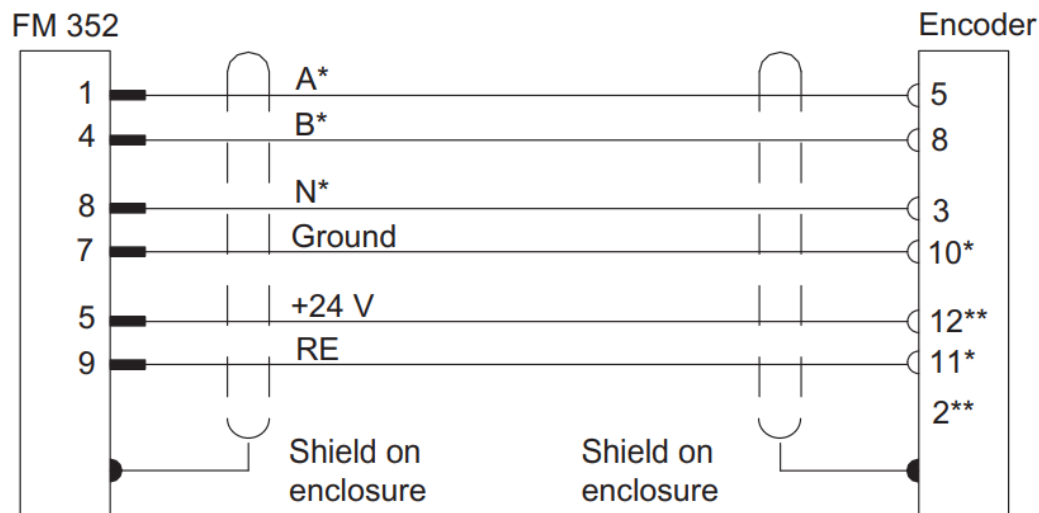 FM 352 Encoder
1 A* 5
4 B* 8
8 N* 3
7 Ground 10*
5 +24 V 12**
9 RE 11*
2**
Shield on Shield on
enclosure enclosure